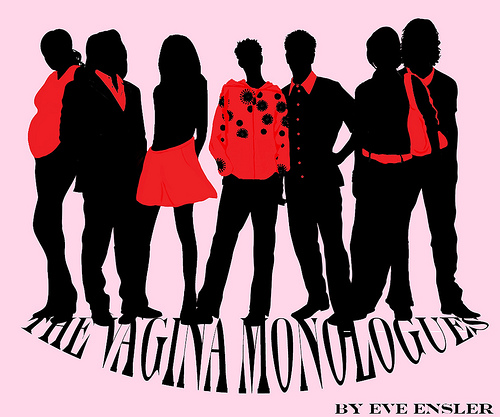 THE VAGINA MONOLOGUES
BY EVE ENSLER